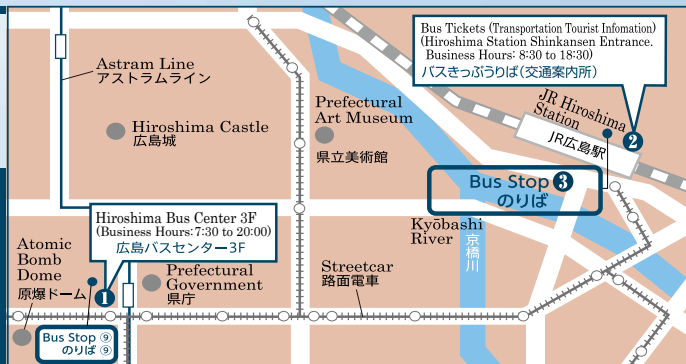 Bus Tickets (Transportation Tourist Infomation)
(Hiroshima Station Shinkansen Entrance.
Business Hours: 8:30 to 18:30)
バスきっぷうりば(交通案内所)
Astram Line
アストラムライン
JR Hiroshima
Station
❷
JR広島駅
Prefectural
Art Museum
県立美術館
Hiroshima Castle
広島城
Bus Stop ❸
のりば
Hiroshima Bus Center 3F
(Business Hours:7:30 to 20:00)
広島バスセンター3F
Kyōbashi
River
京橋川
Atomic
Bomb
Dome
原爆ドーム
❶
Prefectural
Government
県庁
Streetcar
路面電車
Bus Stop ⑨
のりば ⑨